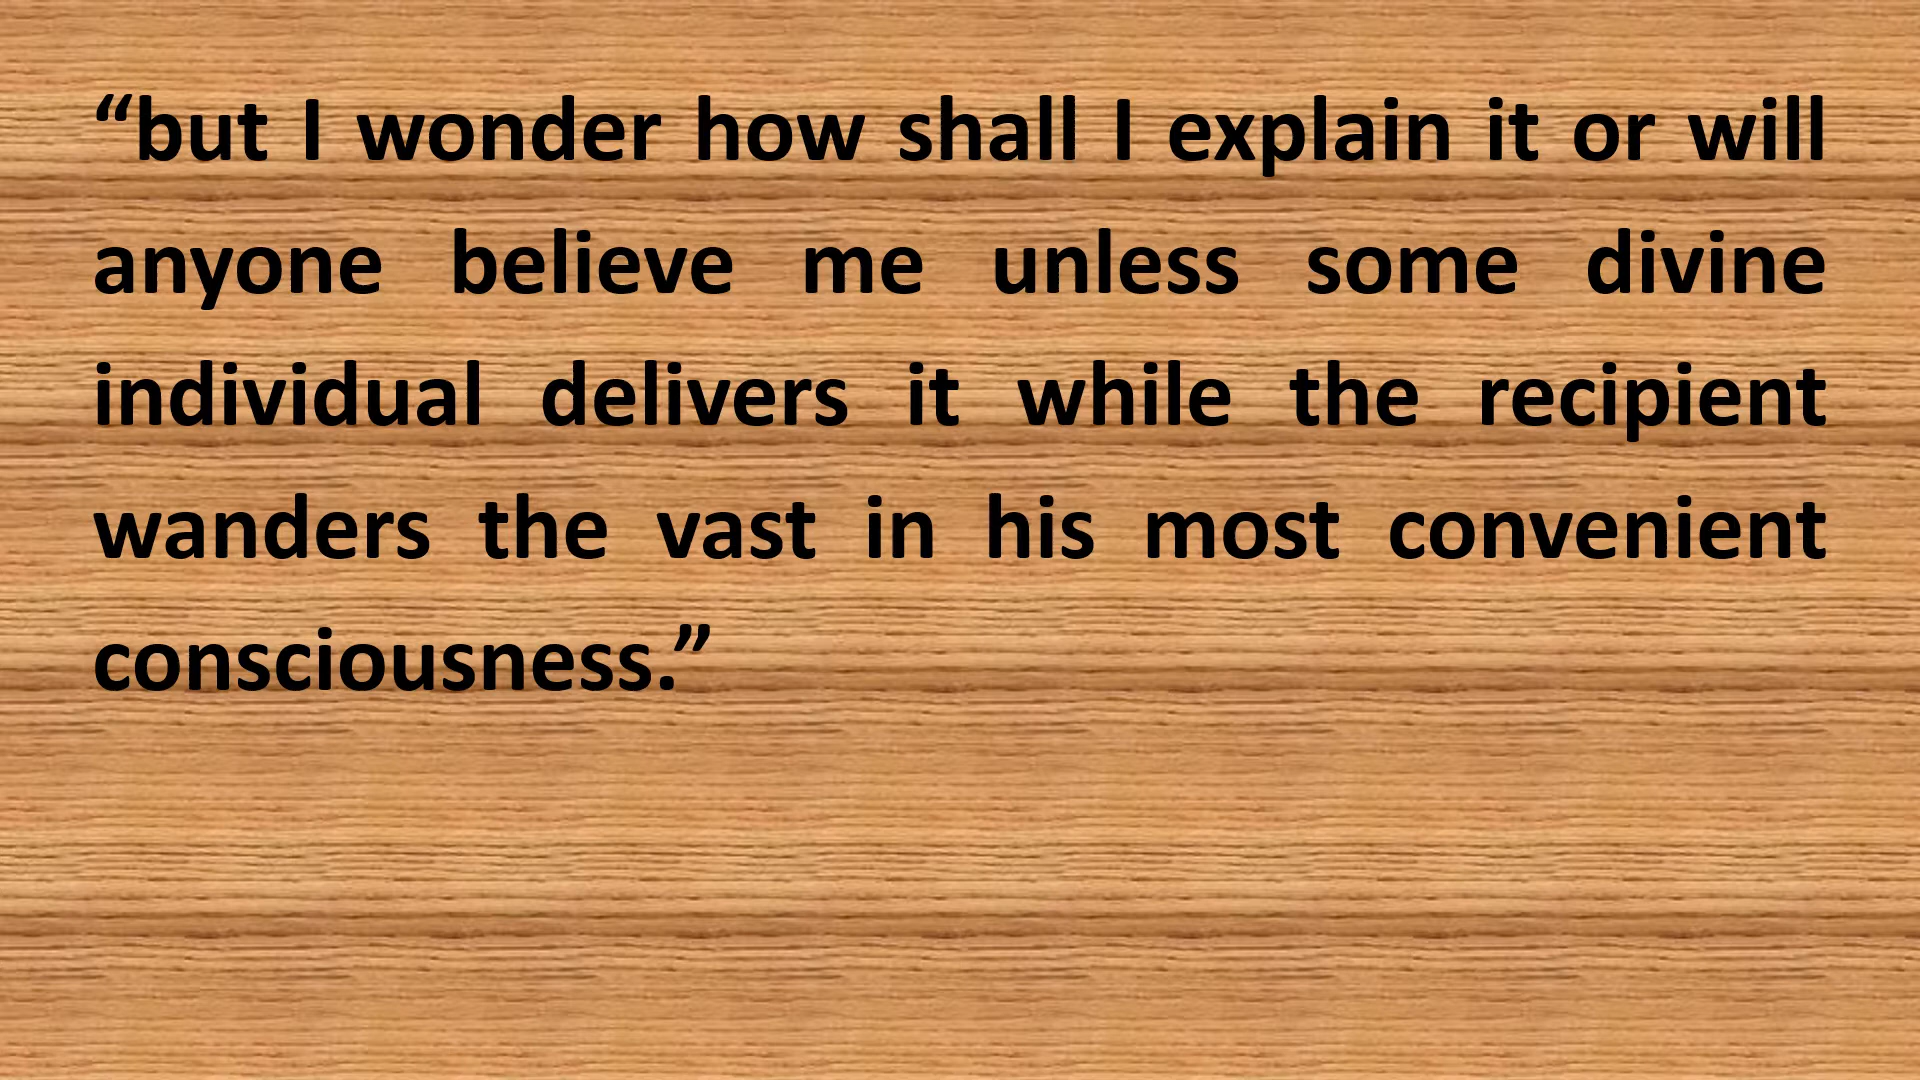 “but I wonder how shall I explain it or will
anyone believe me unless some divine
individual delivers it while the recipient
wanders the vast in his most convenient
consciousness.”